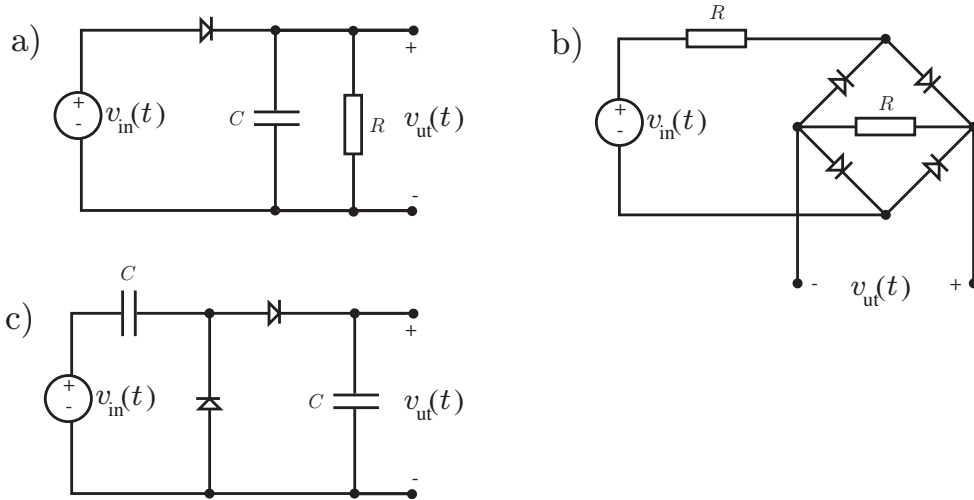 a)
+
-
v_in(t)
C
R
+
v_ut(t)
-
b)
R
+
-
v_in(t)
R
-
v_ut(t)
+
c)
C
+
-
v_in(t)
C
+
v_ut(t)
-